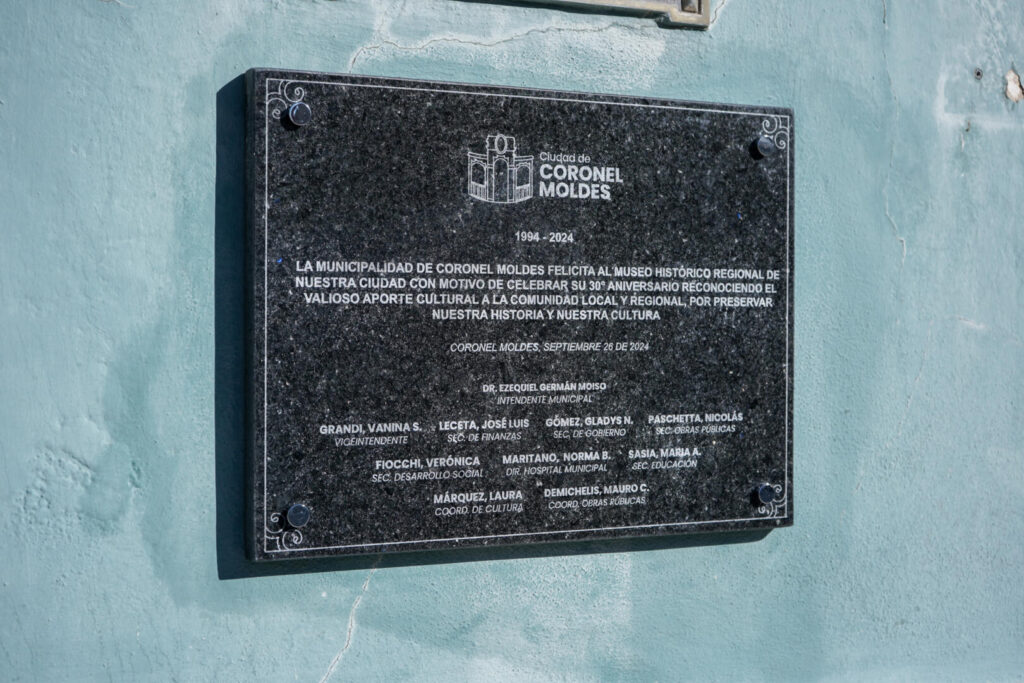 Ciudad de
CORONEL
MOLDES
1994 - 2024
LA MUNICIPALIDAD DE CORONEL MOLDES FELICITA AL MUSEO HISTÓRICO REGIONAL DE
NUESTRA CIUDAD CON MOTIVO DE CELEBRAR SU 30º ANIVERSARIO RECONOCIENDO EL
VALIOSO APORTE CULTURAL A LA COMUNIDAD LOCAL Y REGIONAL, POR PRESERVAR
NUESTRA HISTORIA Y NUESTRA CULTURA
CORONEL MOLDES, SEPTIEMBRE 26 DE 2024
DR. EZEQUIEL GERMÁN MOISO
INTENDENTE MUNICIPAL
GRANDI, VANINA S. LECETA, JOSÉ LUIS GÓMEZ, GLADYS N. PASCHETTA, NICOLÁS
VICEINTENDENTE SEC. DE FINANZAS SEC. DE GOBIERNO SEC. OBRAS PÚBLICAS
FIOCCHI, VERÓNICA MARITANO, NORMA B. SASIA, MARIA A.
SEC. DESARROLLO SOCIAL DIR. HOSPITAL MUNICIPAL SEC. EDUCACIÓN
MÁRQUEZ, LAURA DEMICHELIS, MAURO C.
COORD. DE CULTURA COORD. OBRAS PÚBLICAS